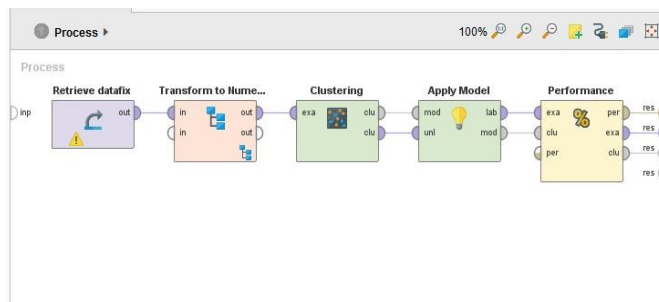 Process
100%
Process
Retrieve datafix
Transform to Nume...
Clustering
Apply Model
Performance
inp
out
in
out
in
out
exa
clu
clu
mod
lab
unl
mod
exa
per
clu
exa
per
clu
%
res
res
res
res